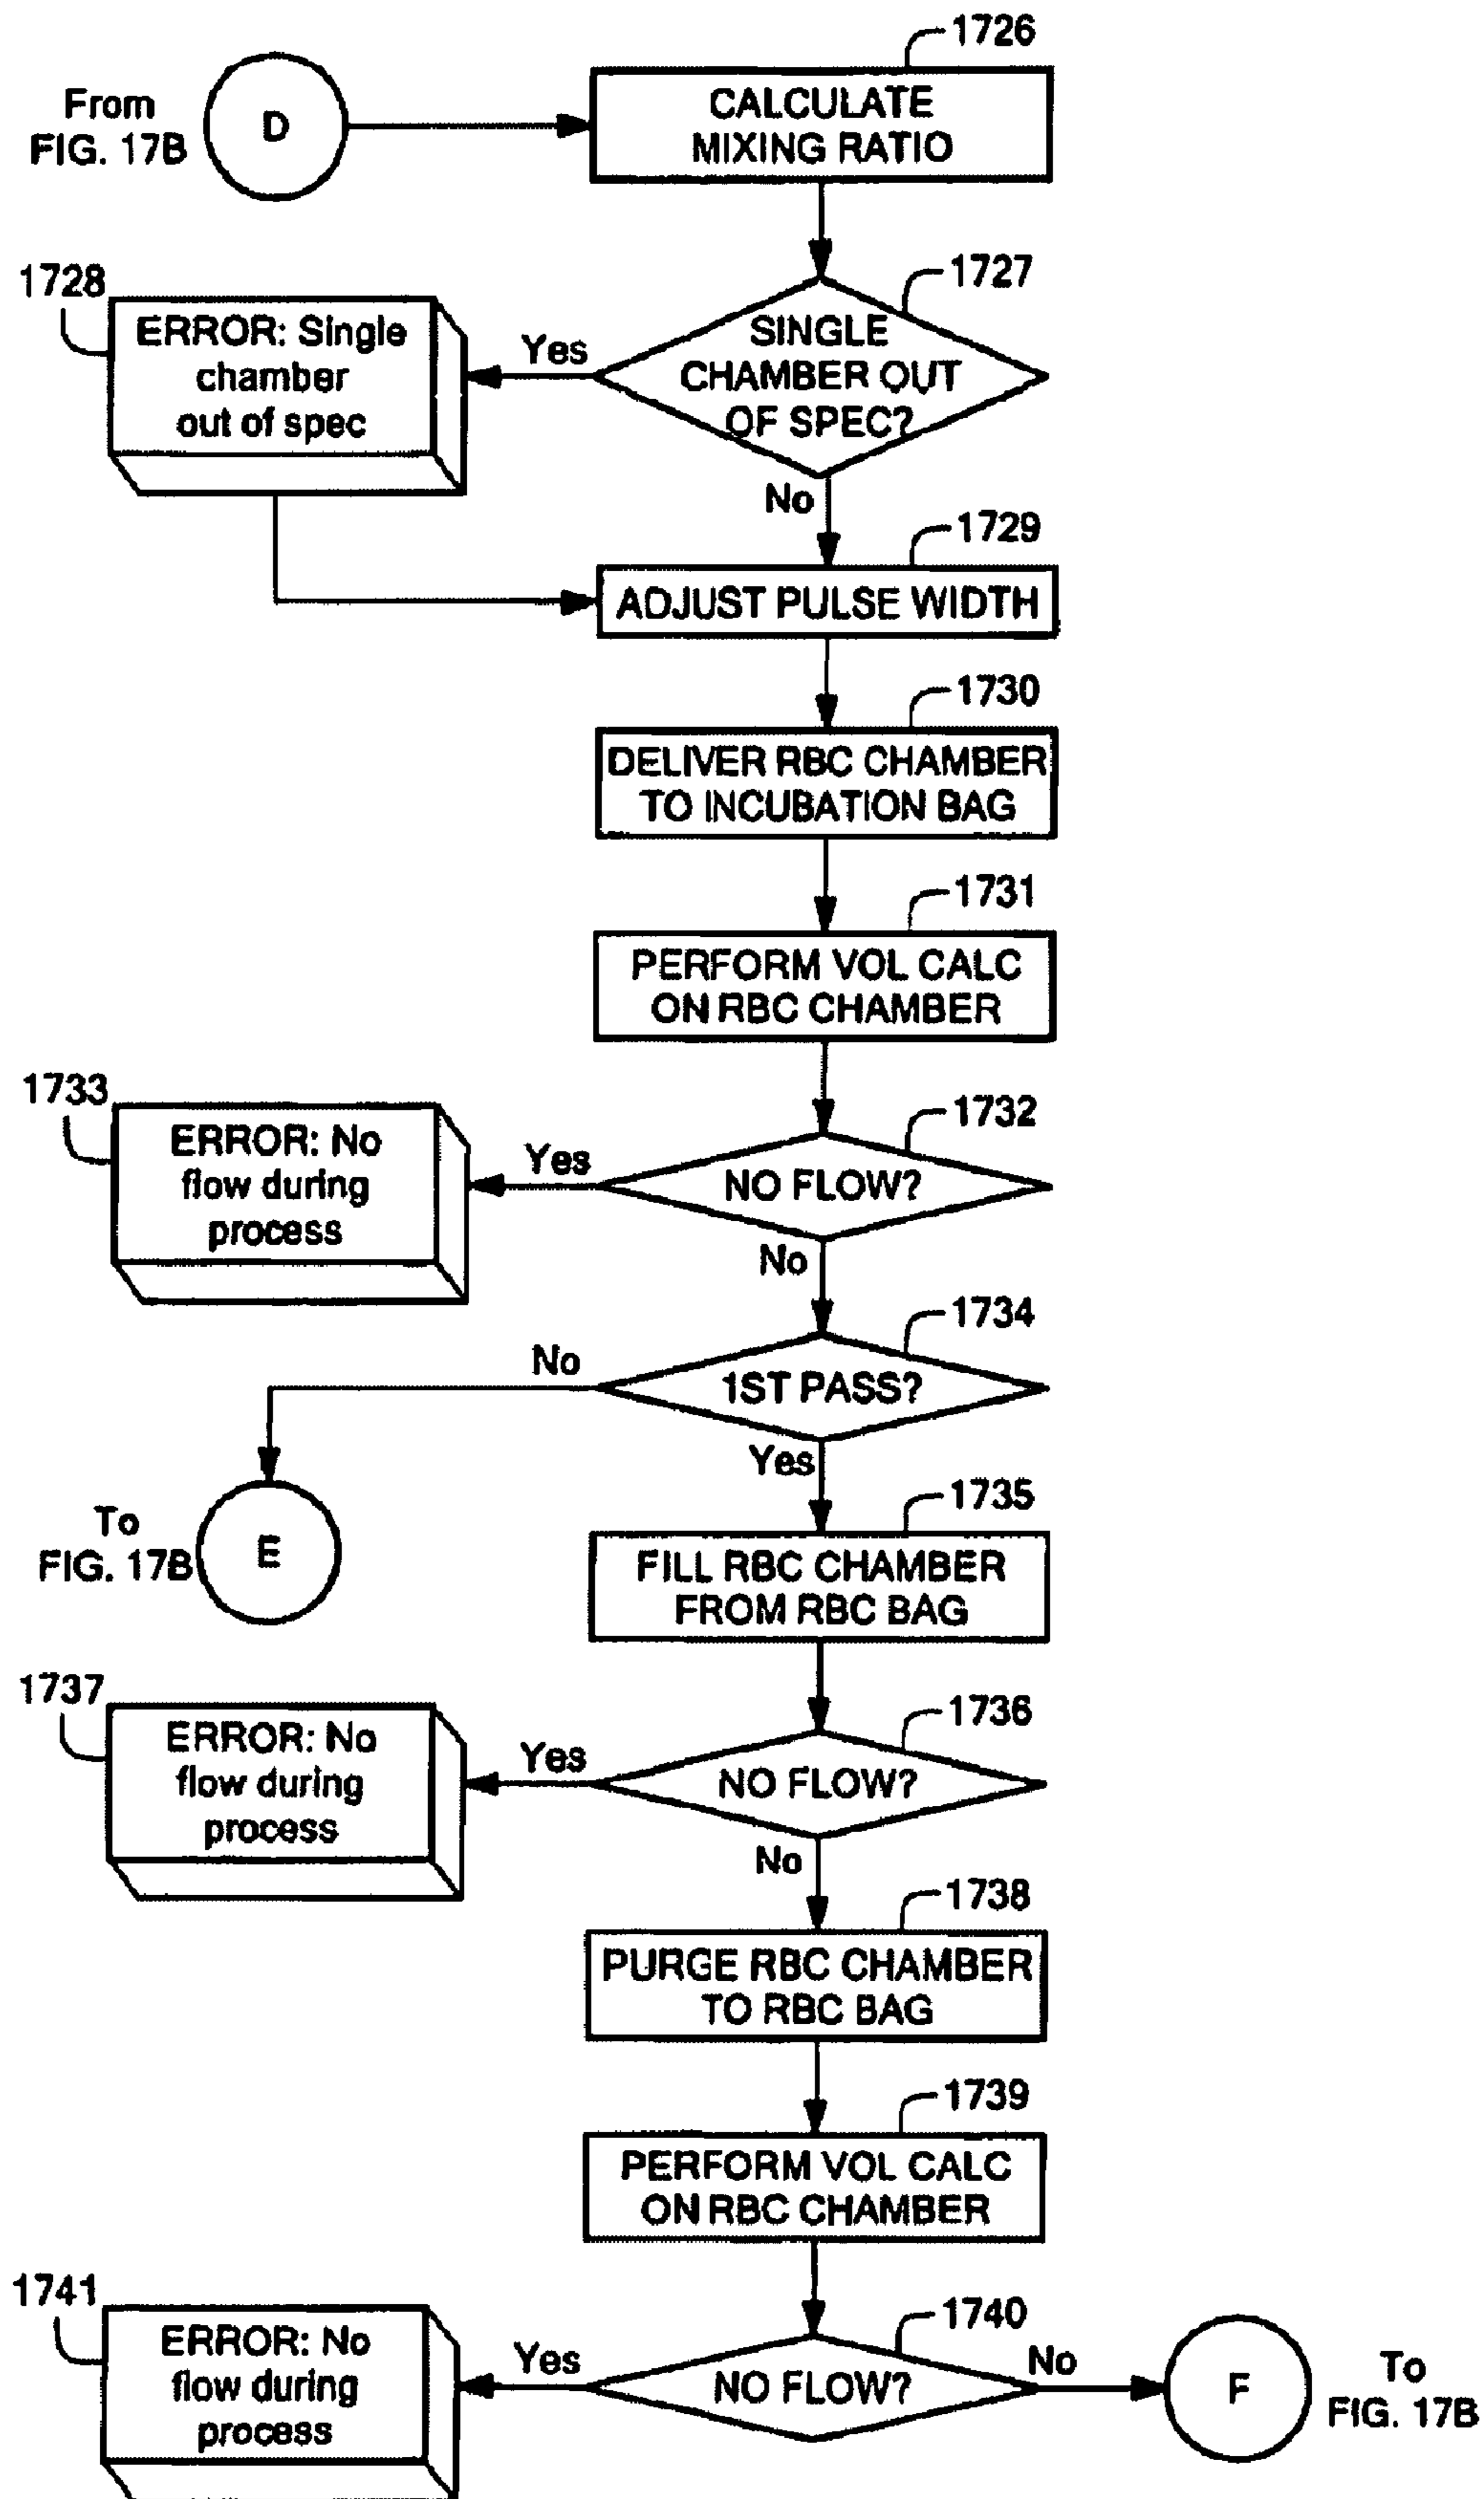 1726
From
FIG. 17B
D
CALCULATE
MIXING RATIO
1727
1728
ERROR: Single
chamber
out of spec
Yes
SINGLE
CHAMBER OUT
OF SPEC?
No
1729
ADJUST PULSE WIDTH
1730
DELIVER RBC CHAMBER
TO INCUBATION BAG
1731
PERFORM VOL CALC
ON RBC CHAMBER
1733
1732
ERROR: No
flow during
process
Yes
NO FLOW?
No
1734
No
1ST PASS?
Yes
To
FIG. 17B
E
1735
FILL RBC CHAMBER
FROM RBC BAG
1737
1736
ERROR: No
flow during
process
Yes
NO FLOW?
No
1738
PURGE RBC CHAMBER
TO RBC BAG
1739
PERFORM VOL CALC
ON RBC CHAMBER
1741
1740
ERROR: No
flow during
process
Yes
NO FLOW?
No
F
To
FIG. 17B